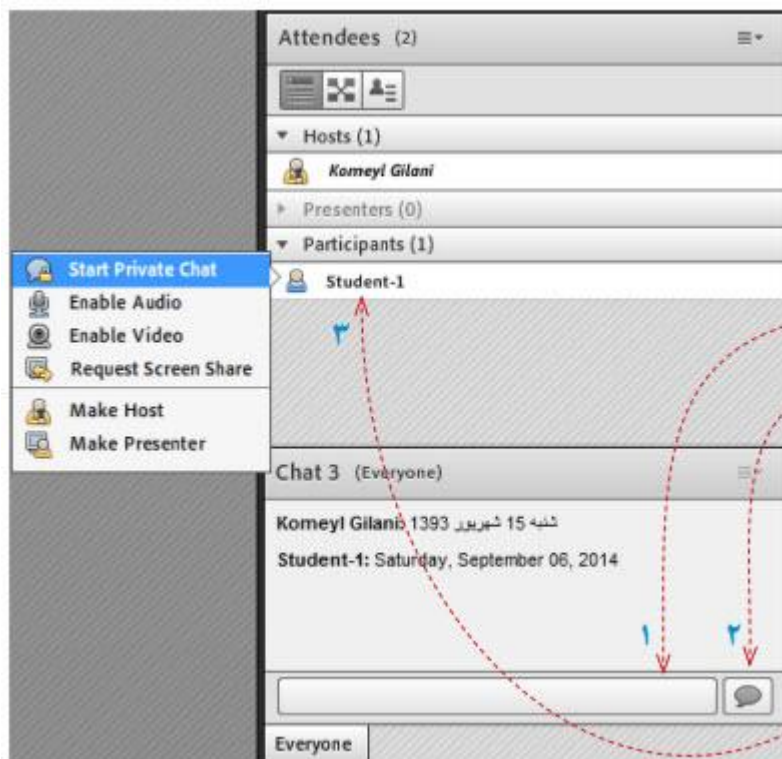 Attendees (2)
Hosts (1)
Komeyl Gilani
Presenters (0)
Participants (1)
Student-1
Start Private Chat
Enable Audio
Enable Video
Request Screen Share
Make Host
Make Presenter
۳
Chat 3 (Everyone)
Komeyl Gilani: شنبه 15 شهریور 1393
Student-1: Saturday, September 06, 2014
۱
۲
Everyone